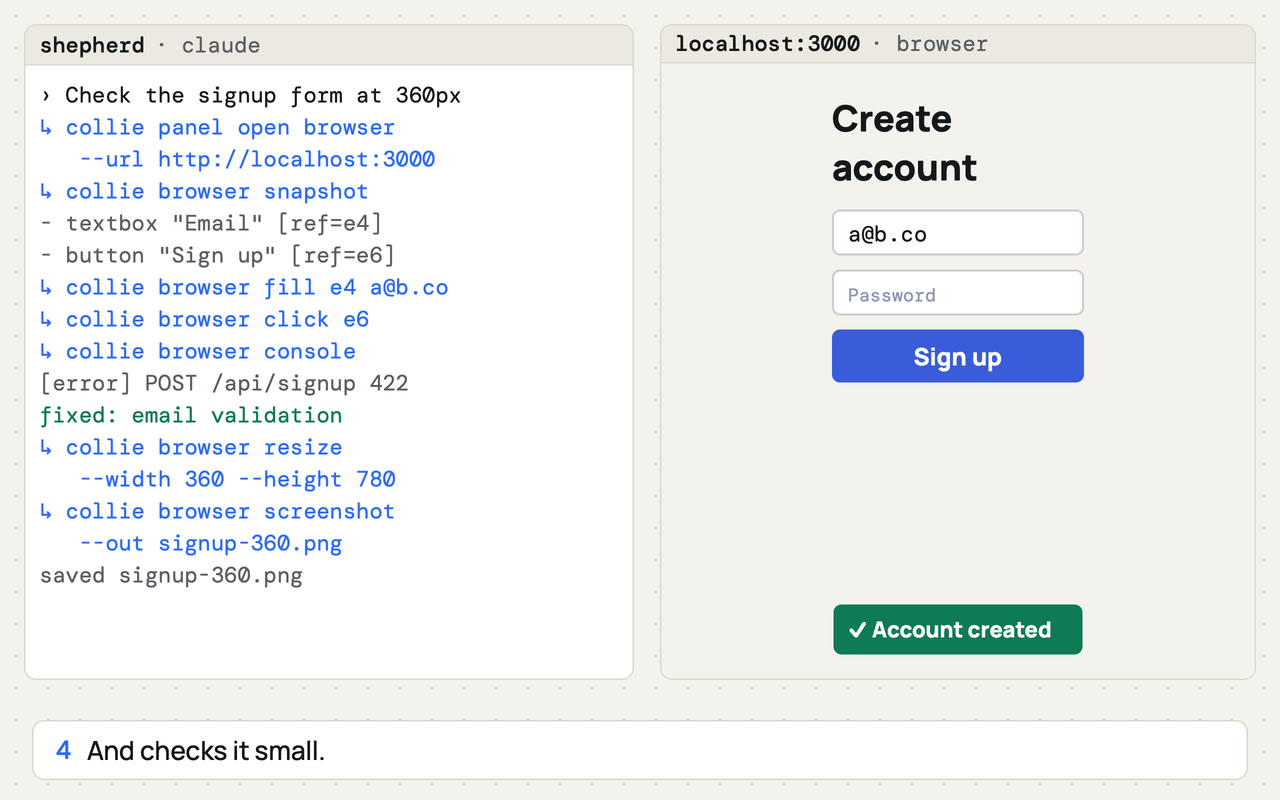 shepherd · claude
› Check the signup form at 360px
↳ collie panel open browser
--url http://localhost:3000
↳ collie browser snapshot
- textbox "Email" [ref=e4]
- button "Sign up" [ref=e6]
↳ collie browser fill e4 a@b.co
↳ collie browser click e6
↳ collie browser console
[error] POST /api/signup 422
fixed: email validation
↳ collie browser resize
--width 360 --height 780
↳ collie browser screenshot
--out signup-360.png
saved signup-360.png
localhost:3000 · browser
Create
account
a@b.co
Password
Sign up
✓ Account created
4 And checks it small.